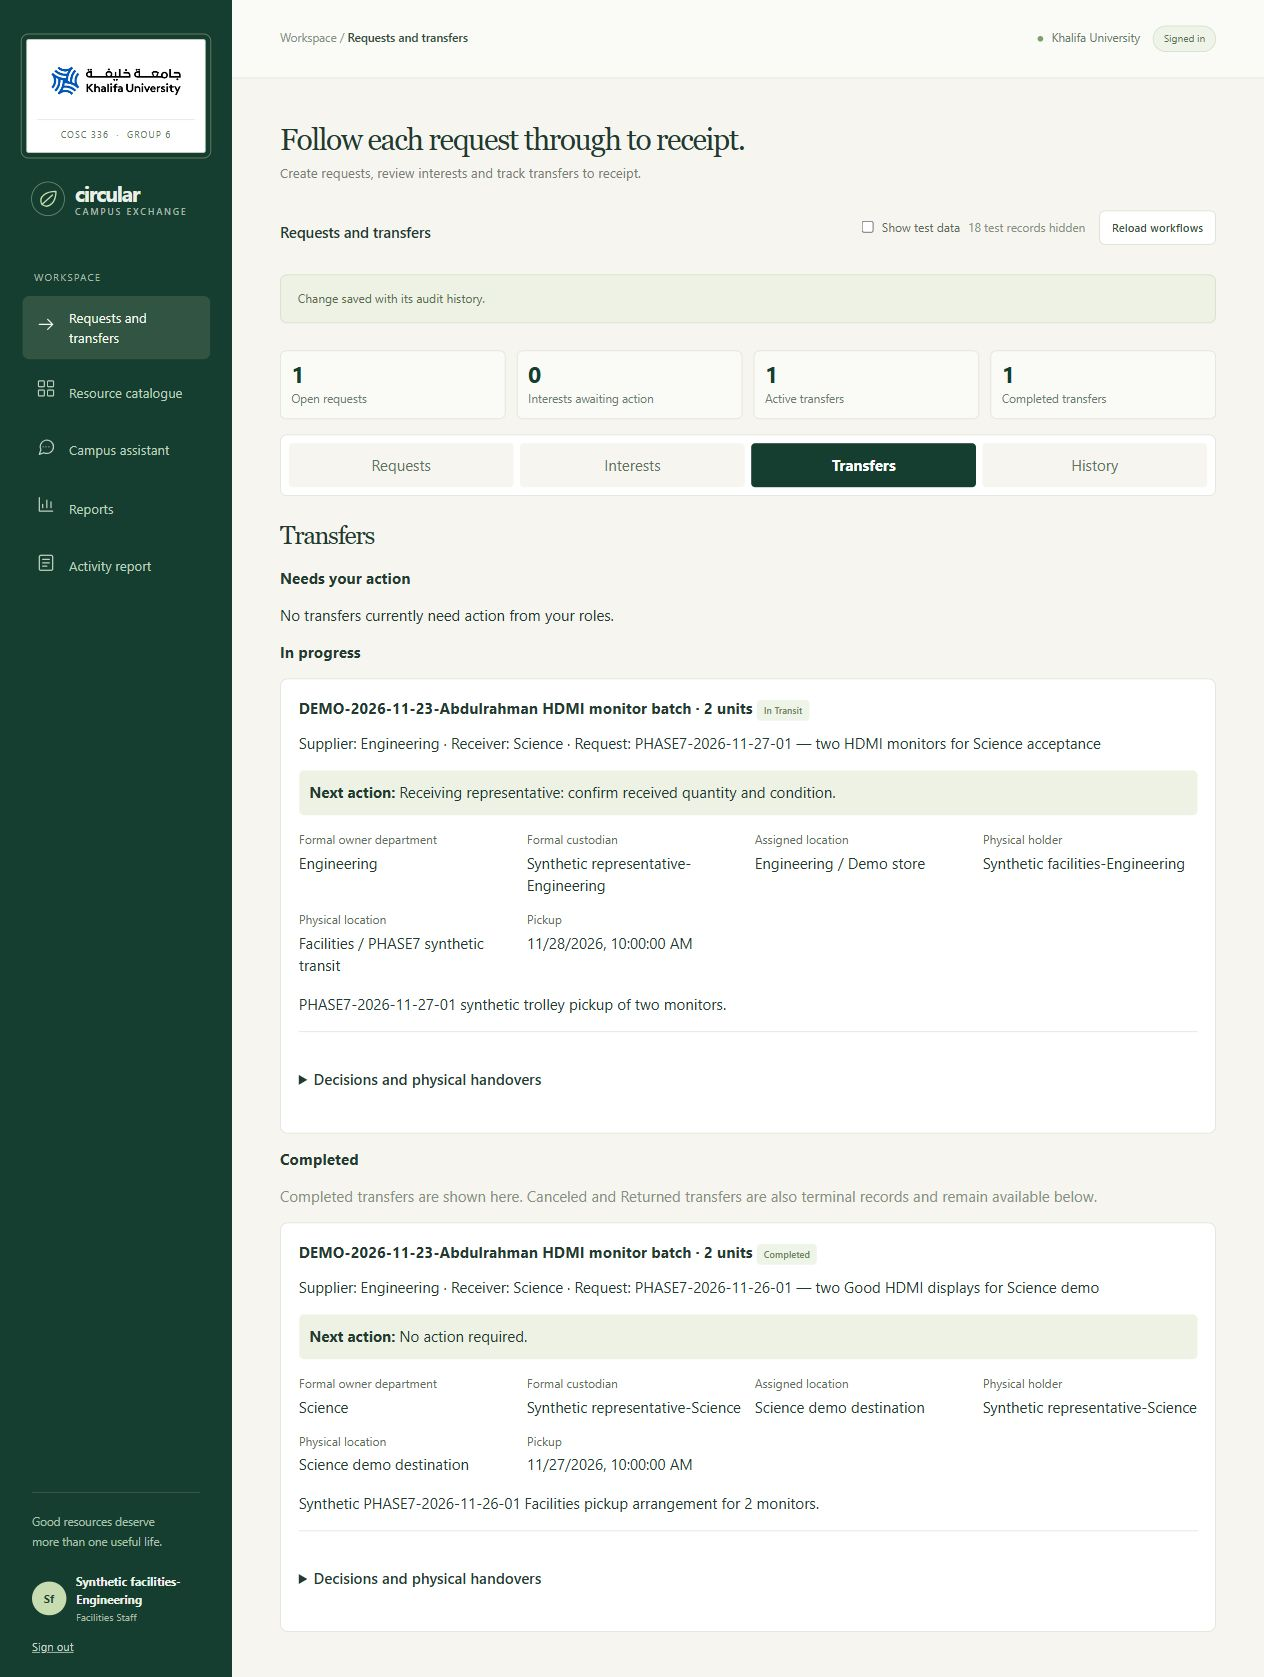 جامعة خليفة
Khalifa University
COSC 336 · GROUP 6
circular
CAMPUS EXCHANGE
WORKSPACE
Requests and
transfers
Resource catalogue
Campus assistant
Reports
Activity report
Good resources deserve
more than one useful life.
Sf
Synthetic facilities-
Engineering
Facilities Staff
Sign out
Workspace / Requests and transfers
Khalifa University
Signed in
Follow each request through to receipt.
Create requests, review interests and track transfers to receipt.
Requests and transfers
Show test data 18 test records hidden
Reload workflows
Change saved with its audit history.
1
Open requests
0
Interests awaiting action
1
Active transfers
1
Completed transfers
Requests
Interests
Transfers
History
Transfers
Needs your action
No transfers currently need action from your roles.
In progress
DEMO-2026-11-23-Abdulrahman HDMI monitor batch · 2 units In Transit
Supplier: Engineering · Receiver: Science · Request: PHASE7-2026-11-27-01 — two HDMI monitors for Science acceptance
Next action: Receiving representative: confirm received quantity and condition.
Formal owner department
Engineering
Formal custodian
Synthetic representative-
Engineering
Assigned location
Engineering / Demo store
Physical holder
Synthetic facilities-Engineering
Physical location
Facilities / PHASE7 synthetic
transit
Pickup
11/28/2026, 10:00:00 AM
PHASE7-2026-11-27-01 synthetic trolley pickup of two monitors.
▶ Decisions and physical handovers
Completed
Completed transfers are shown here. Canceled and Returned transfers are also terminal records and remain available below.
DEMO-2026-11-23-Abdulrahman HDMI monitor batch · 2 units Completed
Supplier: Engineering · Receiver: Science · Request: PHASE7-2026-11-26-01 — two Good HDMI displays for Science demo
Next action: No action required.
Formal owner department
Science
Formal custodian
Synthetic representative-Science
Assigned location
Science demo destination
Physical holder
Synthetic representative-Science
Physical location
Science demo destination
Pickup
11/27/2026, 10:00:00 AM
Synthetic PHASE7-2026-11-26-01 Facilities pickup arrangement for 2 monitors.
▶ Decisions and physical handovers